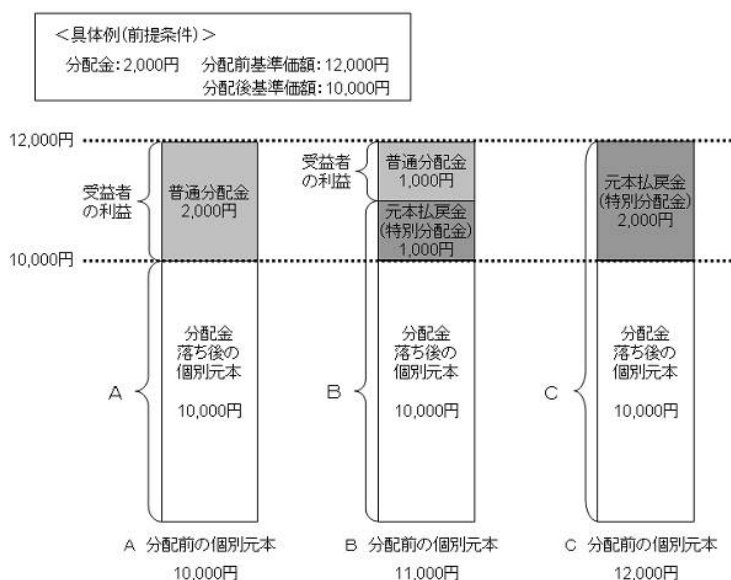 ＜具体例(前提条件)＞
分配金：2,000円　分配前基準価額：12,000円
分配後基準価額：10,000円
12,000円
10,000円
受益者
の利益
普通分配金
2,000円
A
分配金
落ち後の
個別元本
10,000円
A 分配前の個別元本
10,000円
受益者
の利益
普通分配金
1,000円
元本払戻金
(特別分配金)
1,000円
B
分配金
落ち後の
個別元本
10,000円
B 分配前の個別元本
11,000円
元本払戻金
(特別分配金)
2,000円
C
分配金
落ち後の
個別元本
10,000円
C 分配前の個別元本
12,000円